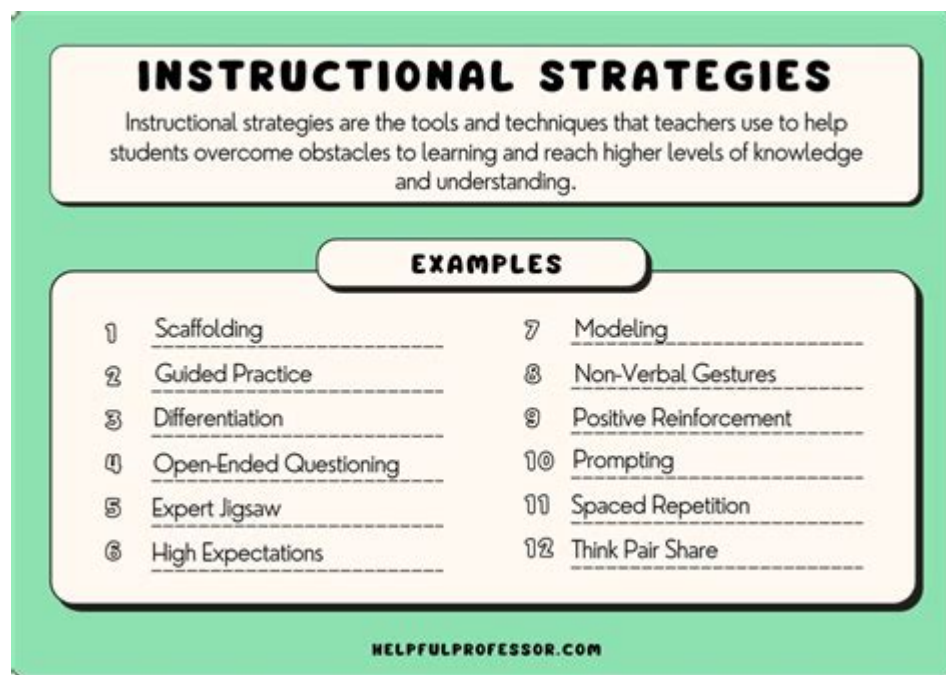 INSTRUCTIONAL STRATEGIES
Instructional strategies are the tools and techniques that teachers use to help
students overcome obstacles to learning and reach higher levels of knowledge
and understanding.
EXAMPLES
1 Scaffolding
2 Guided Practice
3 Differentiation
4 Open-Ended Questioning
5 Expert Jigsaw
6 High Expectations
7 Modeling
8 Non-Verbal Gestures
9 Positive Reinforcement
10 Prompting
11 Spaced Repetition
12 Think Pair Share
HELPFULPROFESSOR.COM